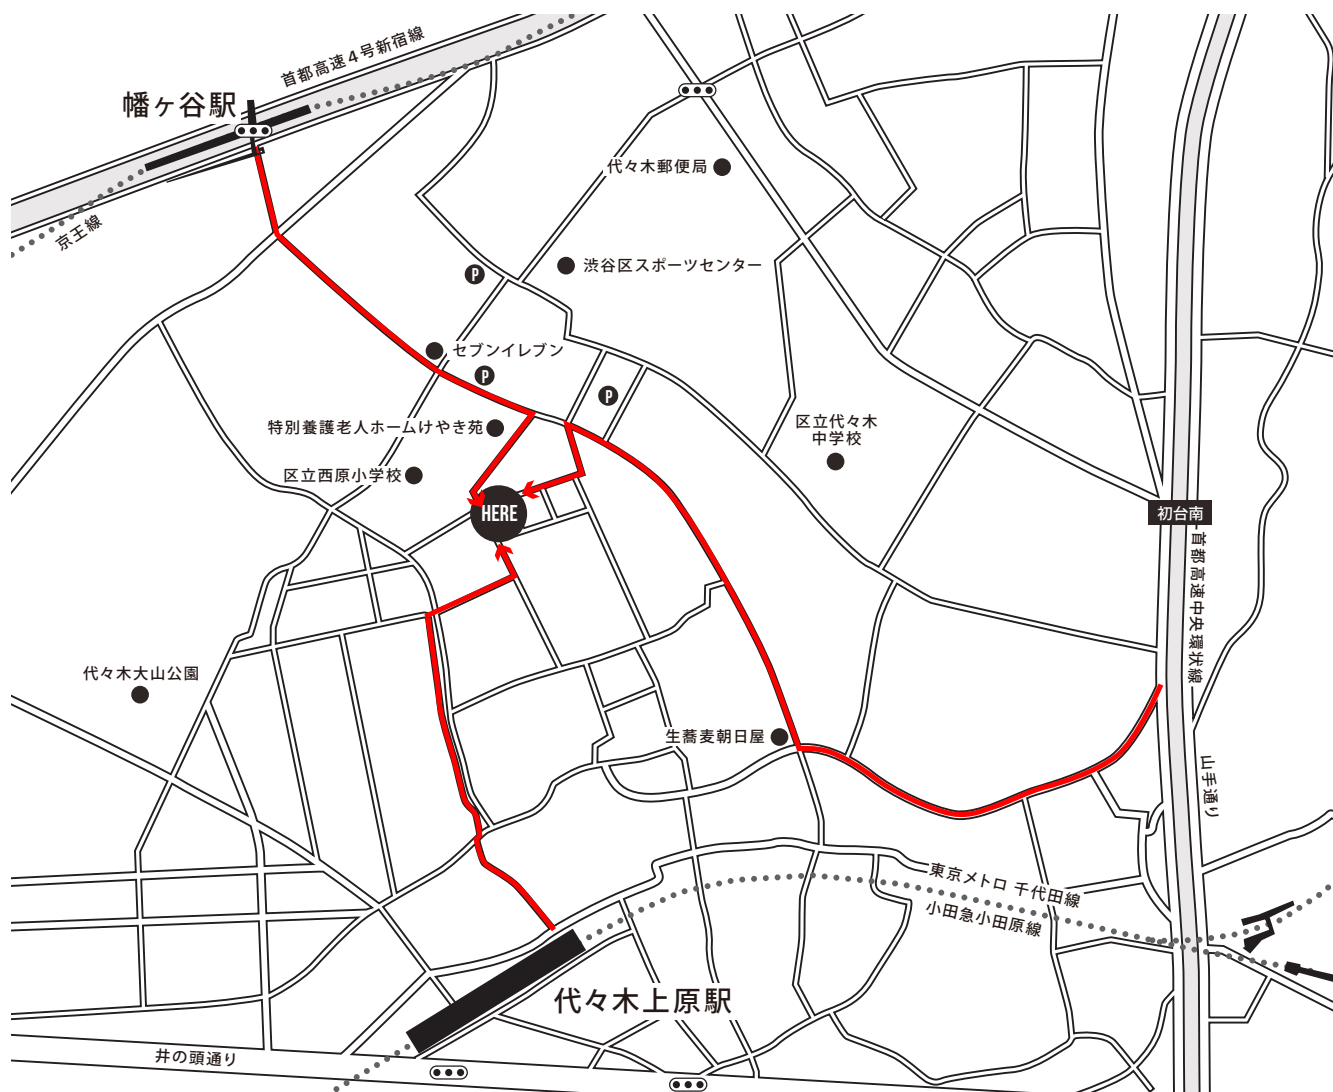 首都高速4号新宿線
幡ヶ谷駅
代々木郵便局
京王線
渋谷区スポーツセンター
P
セブンイレブン
P
P
区立代々木
中学校
特別養護老人ホームけやき苑
区立西原小学校
HERE
初台南
首都高速中央環状線
代々木大山公園
生蕎麦朝日屋
山手通り
東京メトロ 千代田線
小田急小田原線
代々木上原駅
井の頭通り